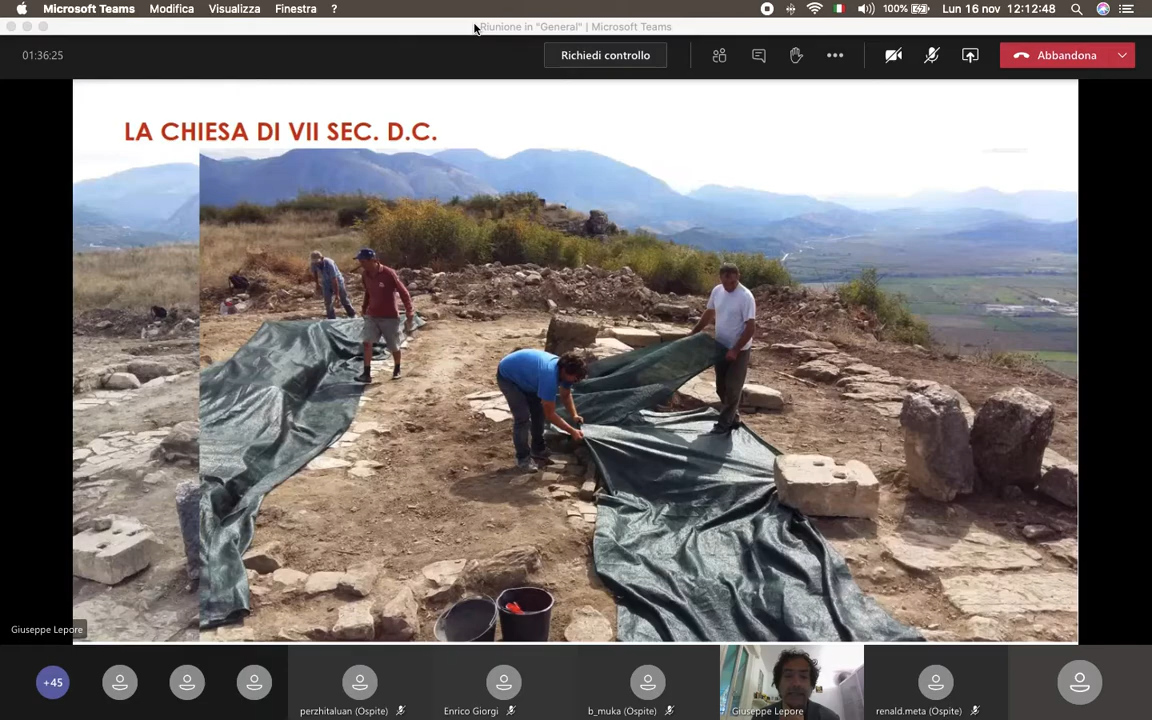 Microsoft Teams Modifica Visualizza Finestra ? 100% Lun 16 nov 12:12:48
Riunione in "General" | Microsoft Teams
01:36:25 Richiedi controllo Abbandona
LA CHIESA DI VII SEC. D.C.
Giuseppe Lepore
+45 perzhitaluan (Ospite) Enrico Giorgi b_muka (Ospite) Giuseppe Lepore renald.meta (Ospite)